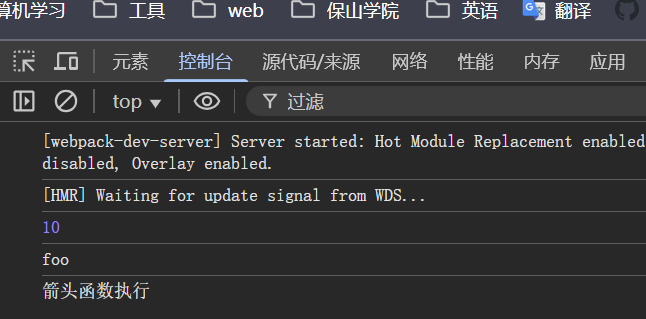 算机学习 工具 web 保山学院 英语 翻译
元素 控制台 源代码/来源 网络 性能 内存 应用
top 过滤
[webpack-dev-server] Server started: Hot Module Replacement enabled
disabled, Overlay enabled.
[HMR] Waiting for update signal from WDS...
10
foo
箭头函数执行